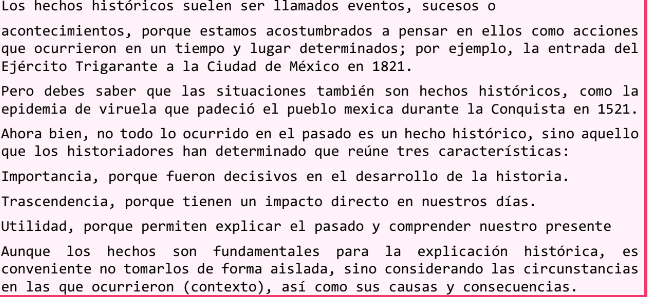 Los hechos históricos suelen ser llamados eventos, sucesos o
acontecimientos, porque estamos acostumbrados a pensar en ellos como acciones
que ocurrieron en un tiempo y lugar determinados; por ejemplo, la entrada del
Ejército Trigarante a la Ciudad de México en 1821.
Pero debes saber que las situaciones también son hechos históricos, como la
epidemia de viruela que padeció el pueblo mexica durante la Conquista en 1521.
Ahora bien, no todo lo ocurrido en el pasado es un hecho histórico, sino aquello
que los historiadores han determinado que reúne tres características:
Importancia, porque fueron decisivos en el desarrollo de la historia.
Trascendencia, porque tienen un impacto directo en nuestros días.
Utilidad, porque permiten explicar el pasado y comprender nuestro presente
Aunque los hechos son fundamentales para la explicación histórica, es
conveniente no tomarlos de forma aislada, sino considerando las circunstancias
en las que ocurrieron (contexto), así como sus causas y consecuencias.